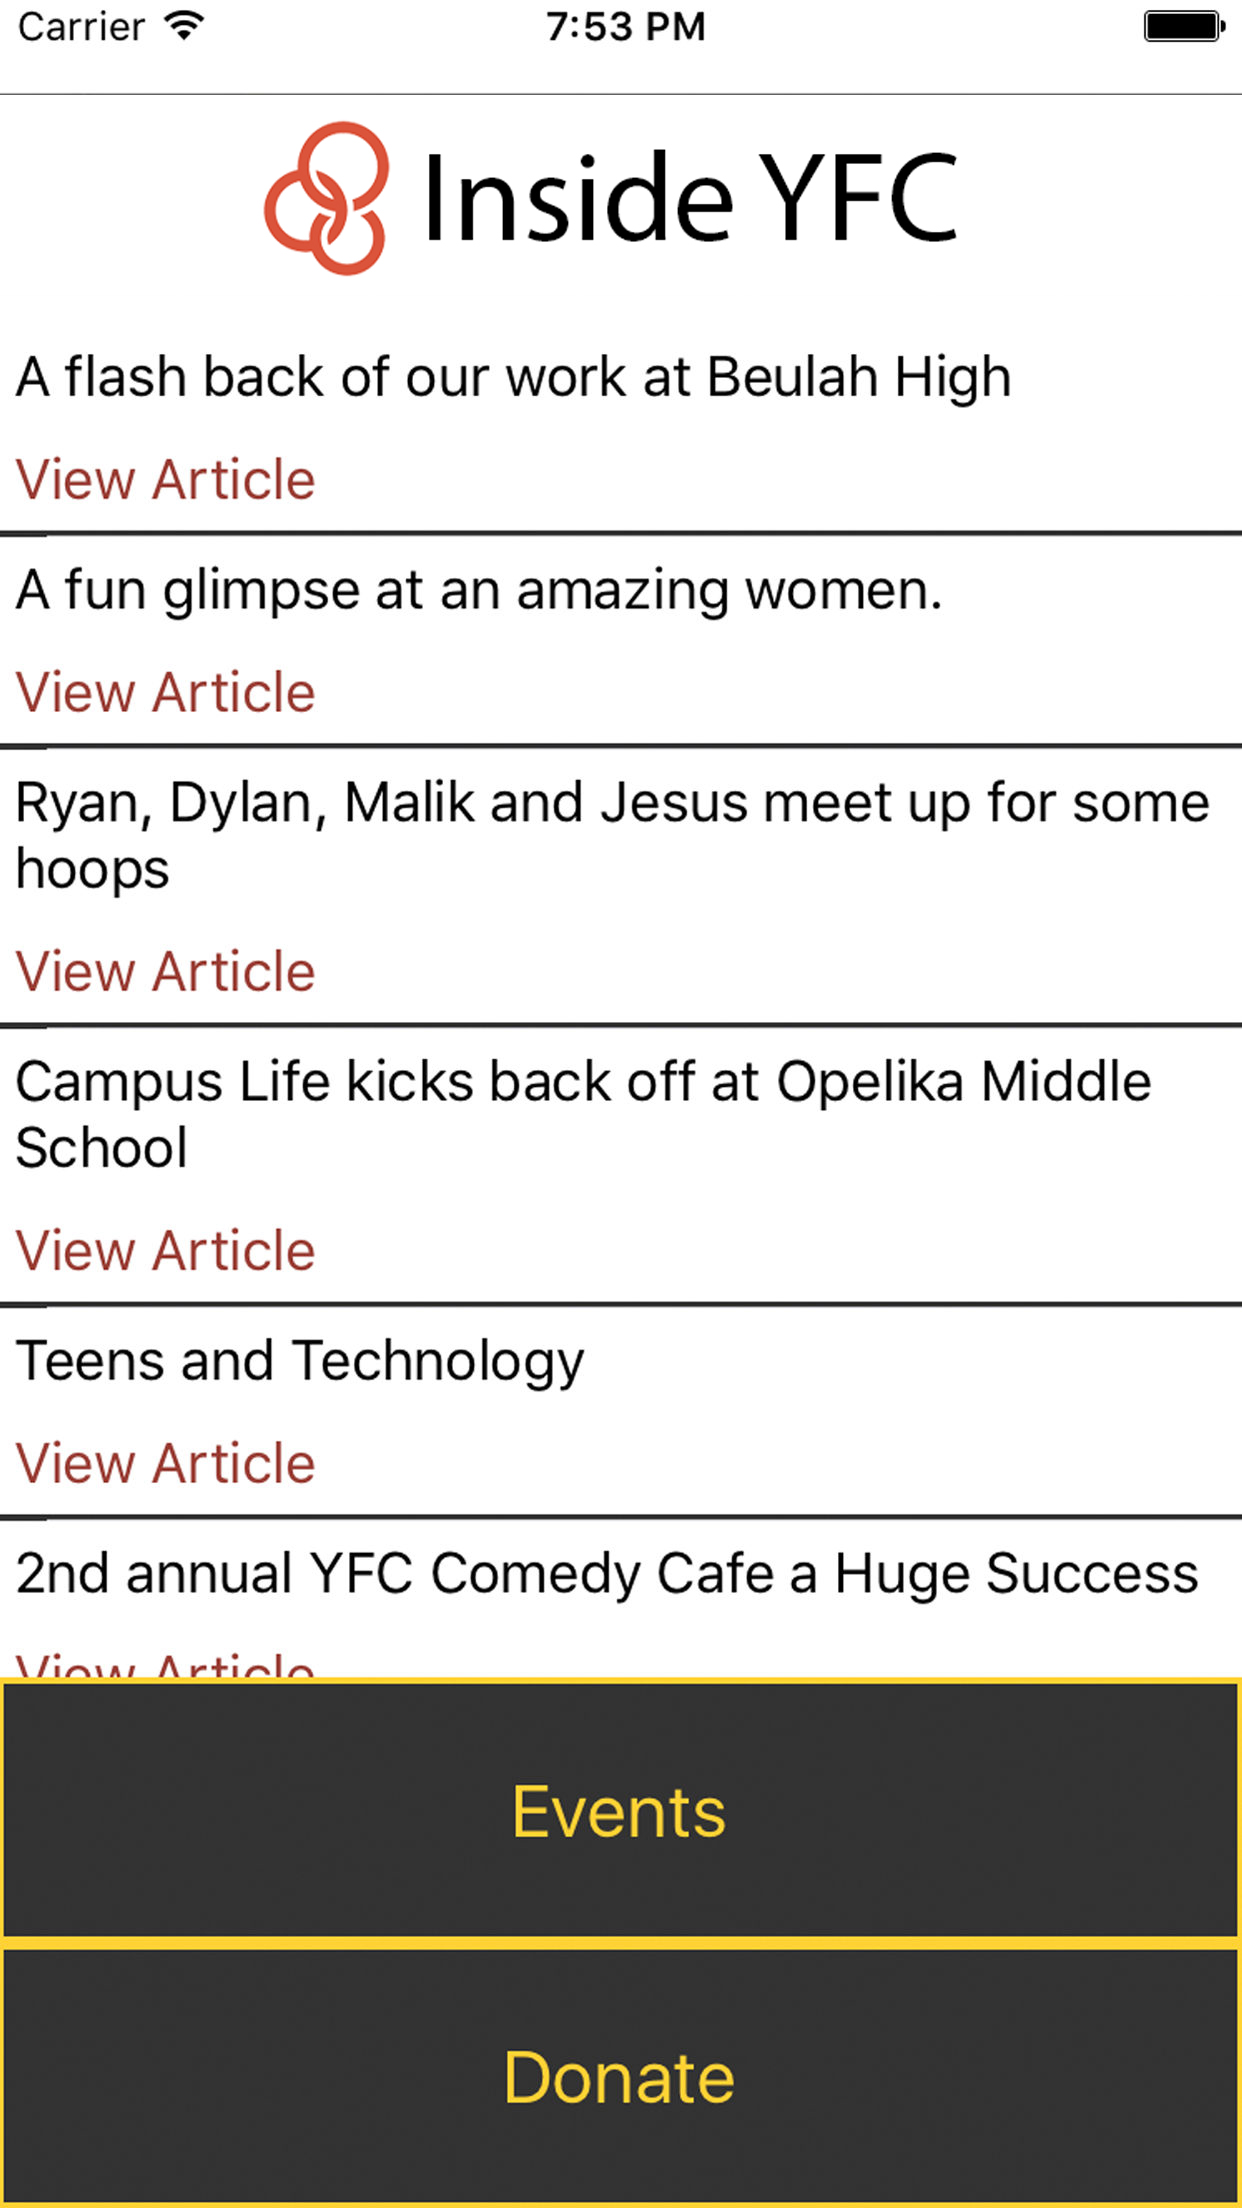 Carrier 7:53 PM
Inside YFC
A flash back of our work at Beulah High
View Article
A fun glimpse at an amazing women.
View Article
Ryan, Dylan, Malik and Jesus meet up for some
hoops
View Article
Campus Life kicks back off at Opelika Middle
School
View Article
Teens and Technology
View Article
2nd annual YFC Comedy Cafe a Huge Success
View Article
Events
Donate